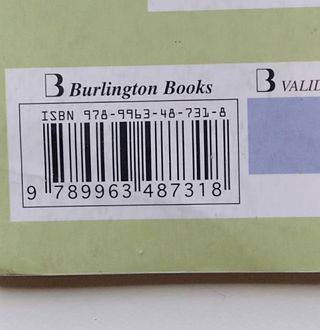 B Burlington Books
B VALID
ISBN 978-9963-48-731-8
9 789963 487318